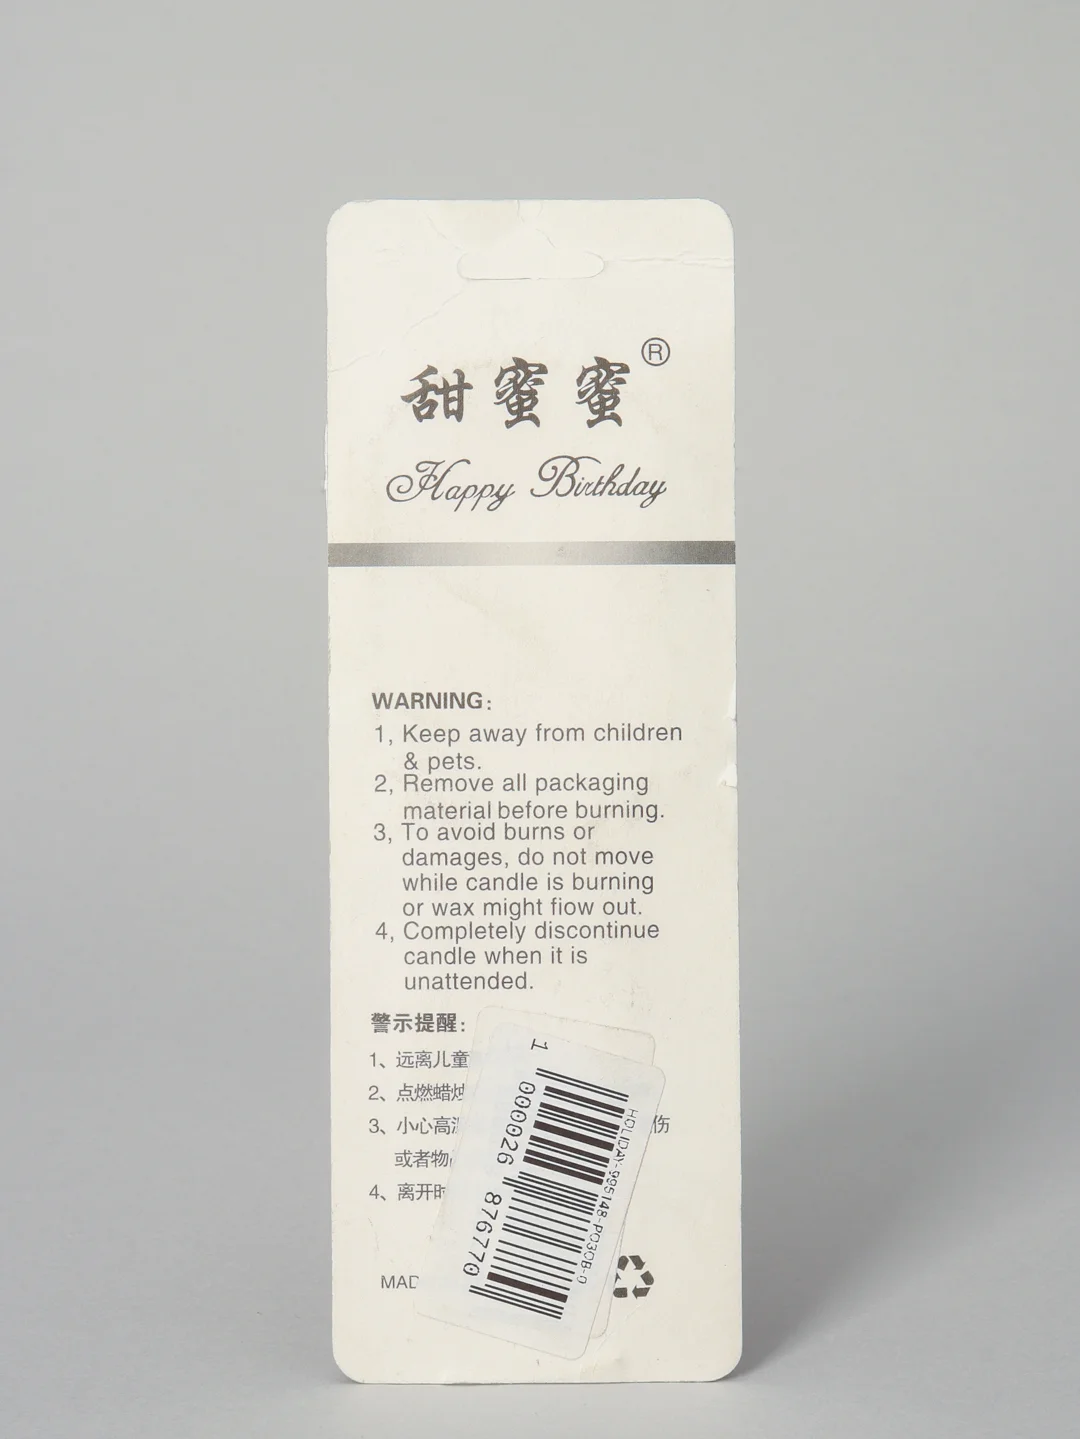 甜蜜蜜®
Happy Birthday
WARNING:
1, Keep away from children
& pets.
2, Remove all packaging
material before burning.
3, To avoid burns or
damages, do not move
while candle is burning
or wax might fiow out.
4, Completely discontinue
candle when it is
unattended.
警示提醒:
1、远离儿童
2、点燃蜡烛
3、小心高温 伤
或者物
4、离开时
MAD
HOLIDAY-995148-P030B-0
1 000026 876770